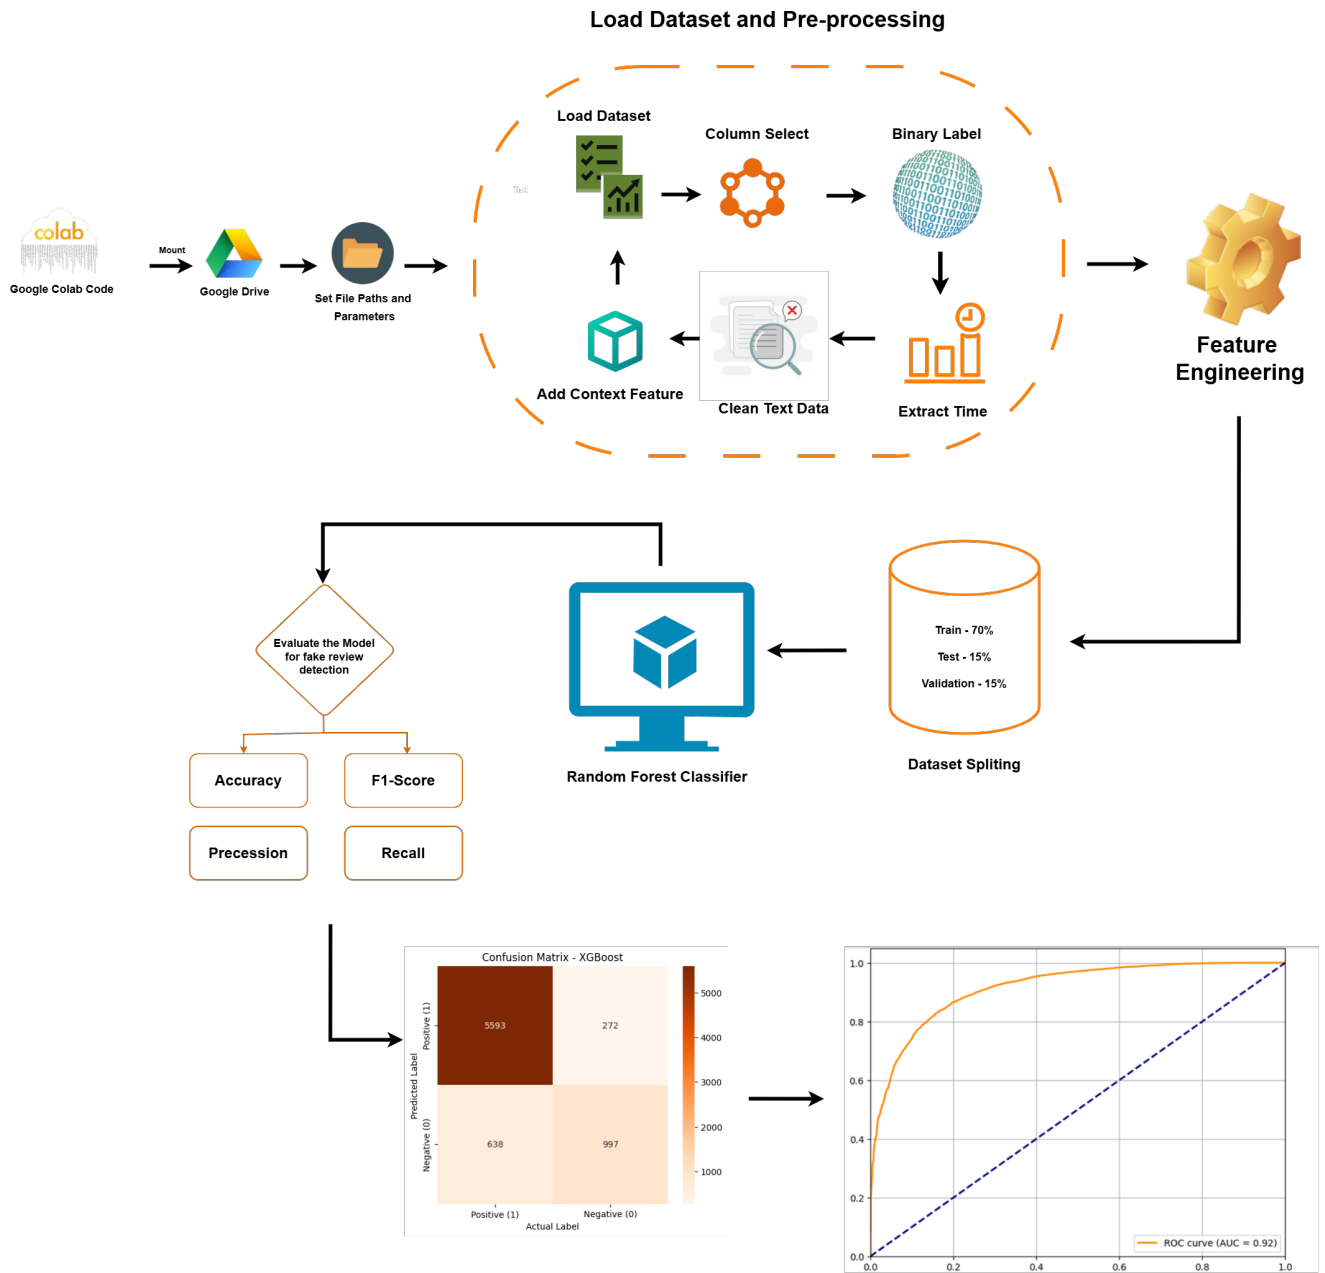 Load Dataset and Pre-processing
Load Dataset
Column Select
Binary Label
Text
colab
Google Colab Code
Mount
Google Drive
Set File Paths and
Parameters
Add Context Feature
Clean Text Data
Extract Time
Feature
Engineering
Evaluate the Model
for fake review
detection
Accuracy
F1-Score
Precession
Recall
Random Forest Classifier
Train - 70%
Test - 15%
Validation - 15%
Dataset Spliting
Confusion Matrix - XGBoost
Predicted Label
Positive (1)
Negative (0)
5593
272
638
997
Positive (1)
Negative (0)
Actual Label
5000
4000
3000
2000
1000
1.0
0.8
0.6
0.4
0.2
0.0
0.0
0.2
0.4
0.6
0.8
1.0
ROC curve (AUC = 0.92)